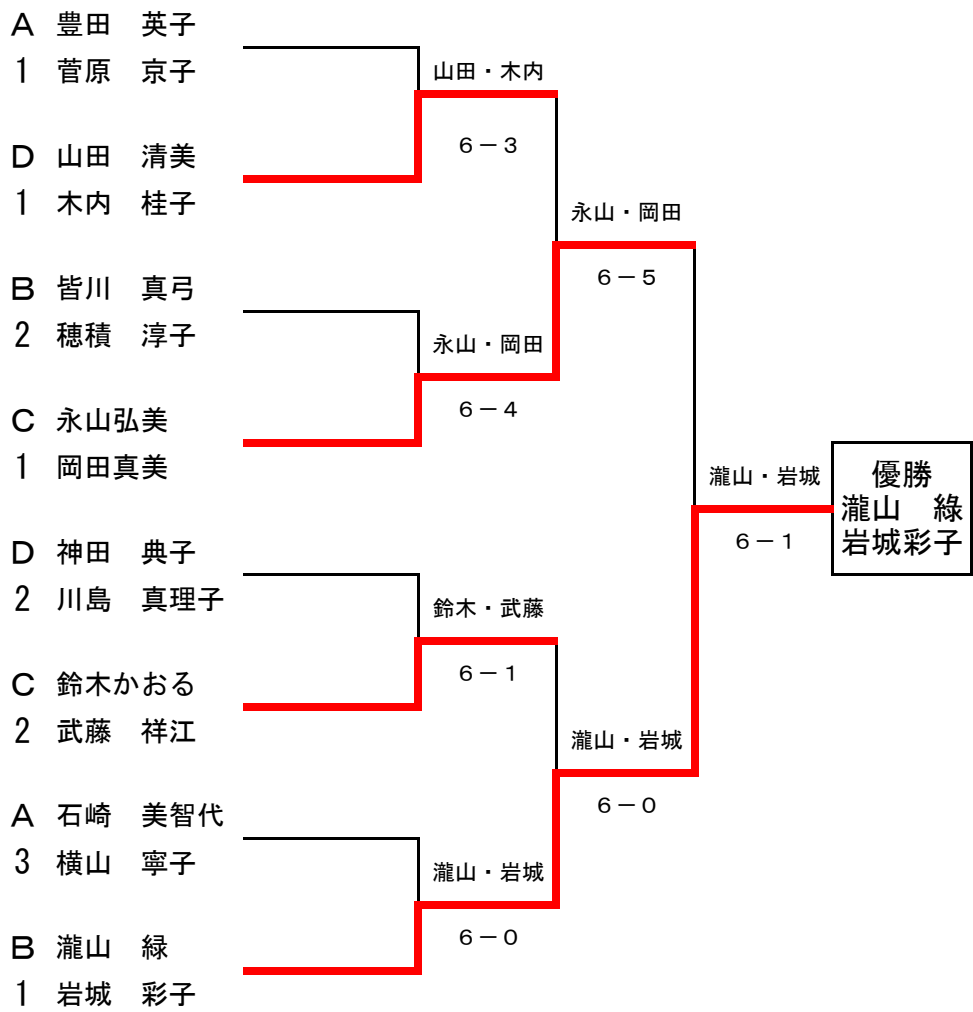 A 豊田　英子
1 菅原　京子
山田・木内
6－3
D 山田　清美
1 木内　桂子
永山・岡田
6－5
B 皆川　真弓
2 穂積　淳子
永山・岡田
6－4
C 永山弘美
1 岡田真美
瀧山・岩城
6－1
優勝
瀧山　綠
岩城彩子
D 神田　典子
2 川島　真理子
鈴木・武藤
6－1
C 鈴木かおる
2 武藤　祥江
瀧山・岩城
6－0
A 石崎　美智代
3 横山　寧子
瀧山・岩城
6－0
B 瀧山　緑
1 岩城　彩子